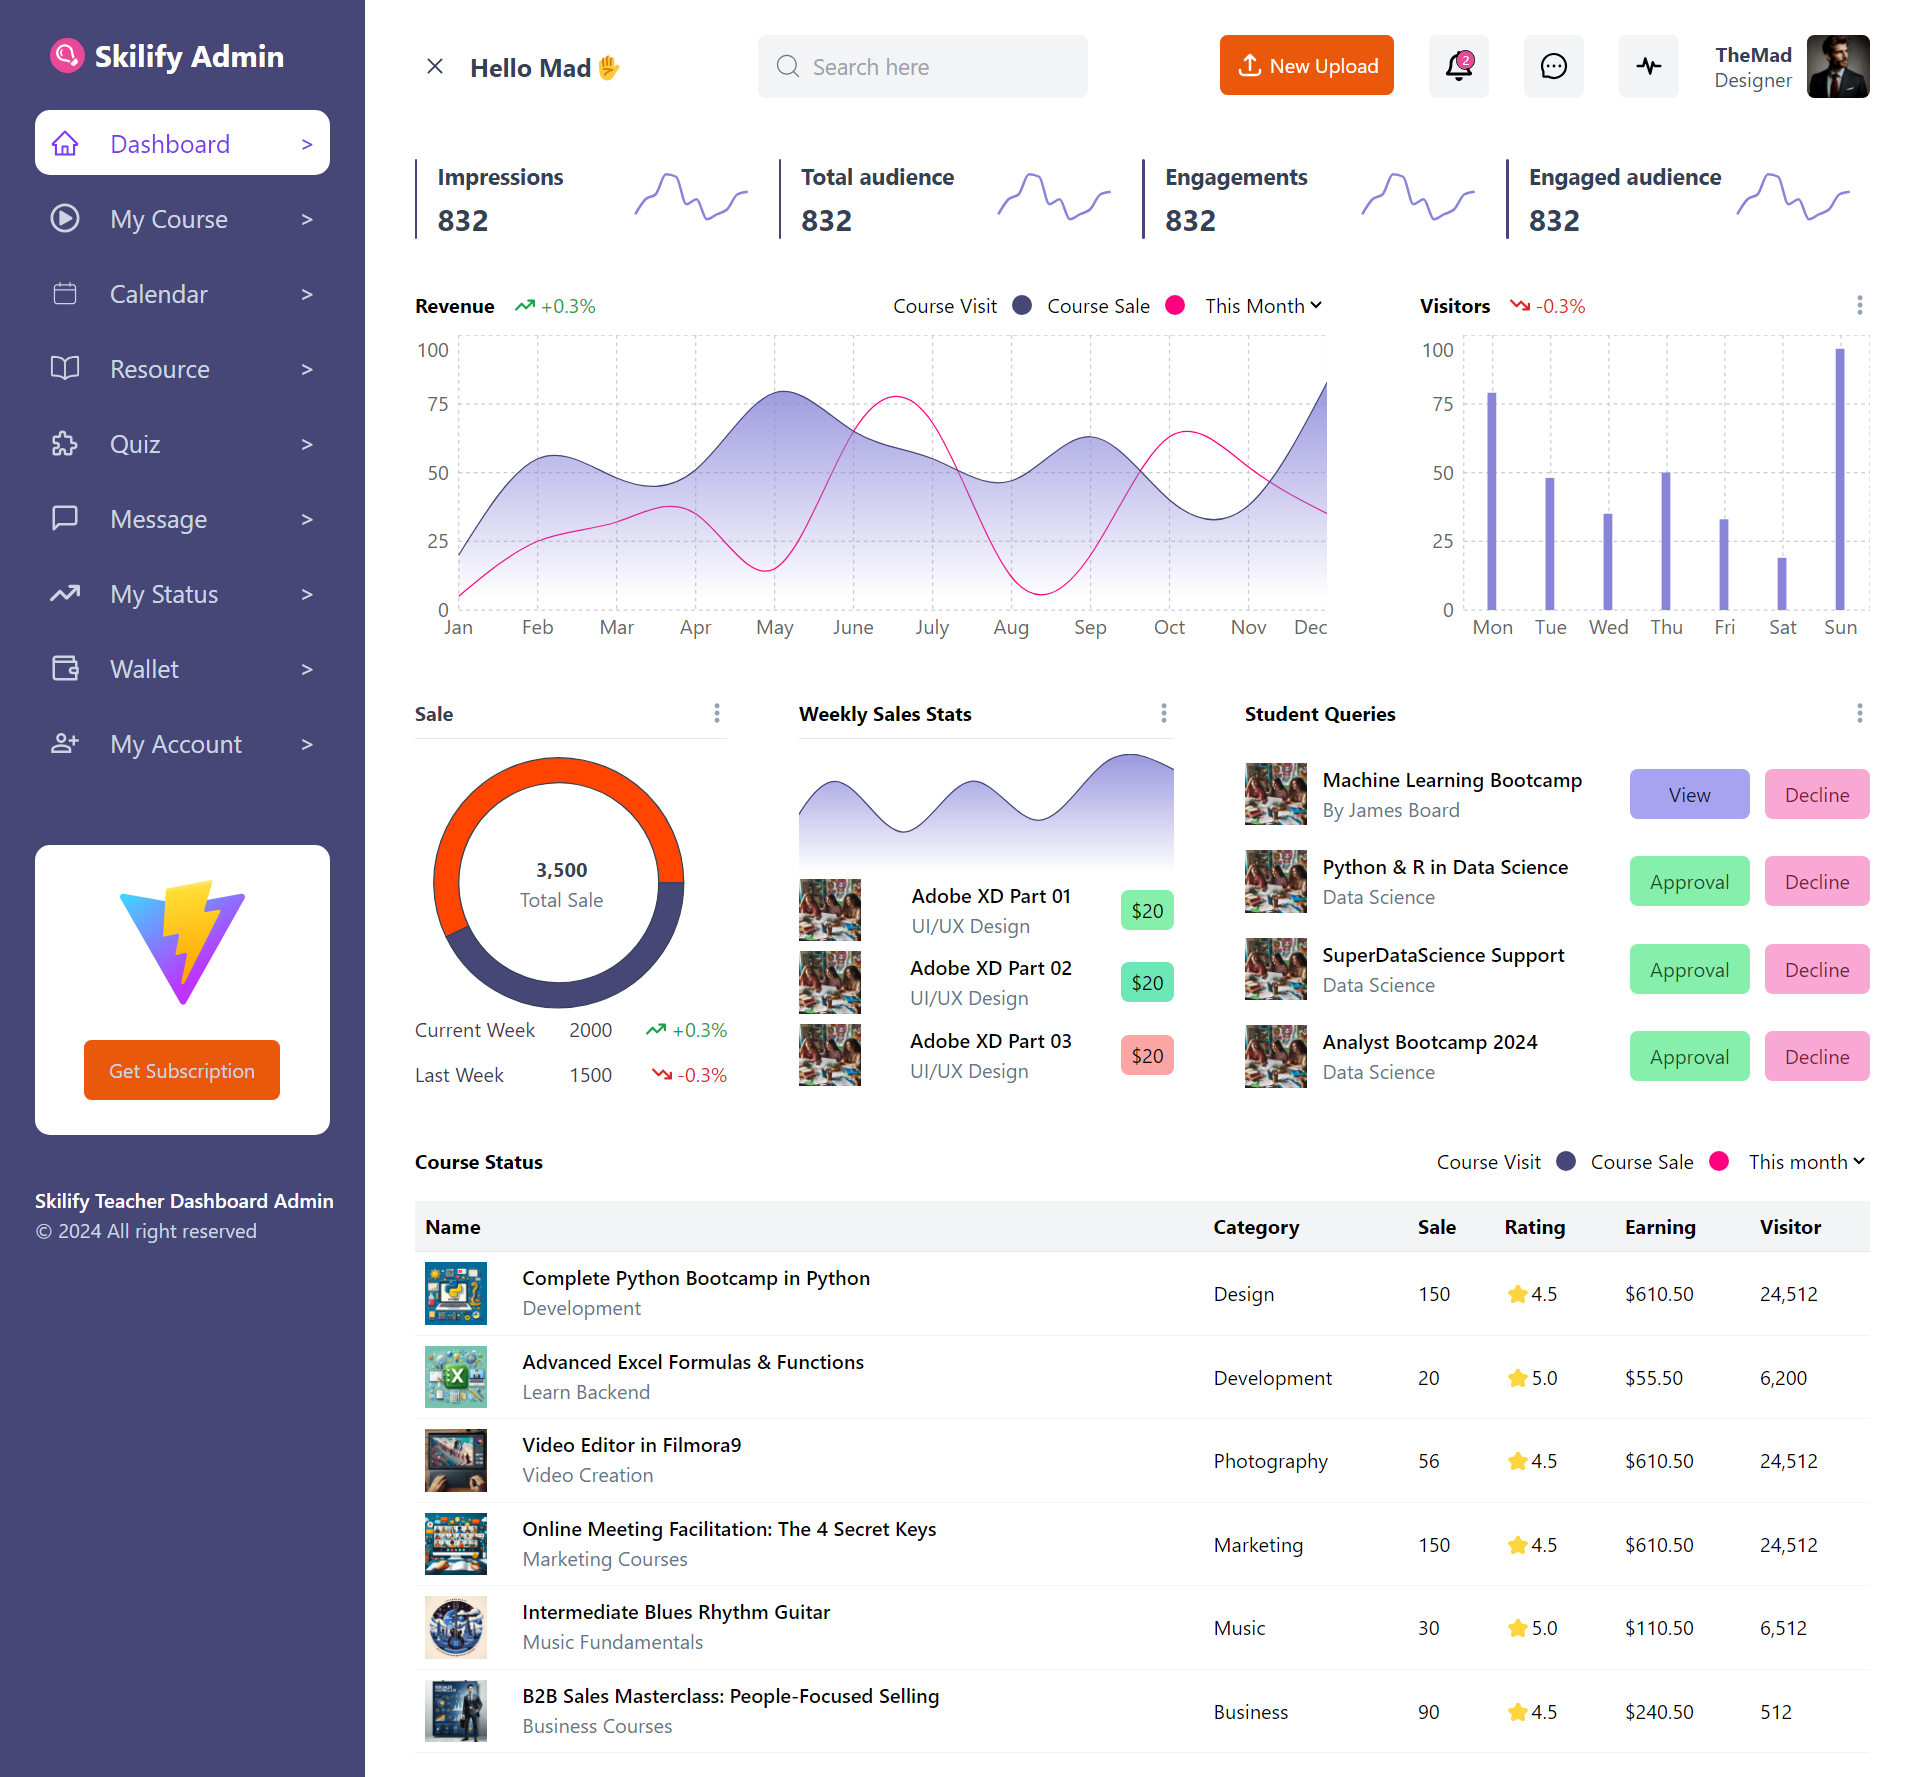 Skilify Admin
Dashboard >
My Course >
Calendar >
Resource >
Quiz >
Message >
My Status >
Wallet >
My Account >
Get Subscription
Skilify Teacher Dashboard Admin
© 2024 All right reserved
Hello Mad✋
Search here
New Upload
2
TheMad
Designer
Impressions
832
Total audience
832
Engagements
832
Engaged audience
832
Revenue +0.3%
Course Visit Course Sale This Month
100
75
50
25
0
Jan Feb Mar Apr May June July Aug Sep Oct Nov Dec
Visitors -0.3%
100
75
50
25
0
Mon Tue Wed Thu Fri Sat Sun
Sale
3,500
Total Sale
Current Week 2000 +0.3%
Last Week 1500 -0.3%
Weekly Sales Stats
Adobe XD Part 01
UI/UX Design
$20
Adobe XD Part 02
UI/UX Design
$20
Adobe XD Part 03
UI/UX Design
$20
Student Queries
Machine Learning Bootcamp
By James Board
View Decline
Python & R in Data Science
Data Science
Approval Decline
SuperDataScience Support
Data Science
Approval Decline
Analyst Bootcamp 2024
Data Science
Approval Decline
Course Status
Course Visit Course Sale This month
Name Category Sale Rating Earning Visitor
Complete Python Bootcamp in Python
Development
Design 150 4.5 $610.50 24,512
Advanced Excel Formulas & Functions
Learn Backend
Development 20 5.0 $55.50 6,200
Video Editor in Filmora9
Video Creation
Photography 56 4.5 $610.50 24,512
Online Meeting Facilitation: The 4 Secret Keys
Marketing Courses
Marketing 150 4.5 $610.50 24,512
Intermediate Blues Rhythm Guitar
Music Fundamentals
Music 30 5.0 $110.50 6,512
B2B Sales Masterclass: People-Focused Selling
Business Courses
Business 90 4.5 $240.50 512